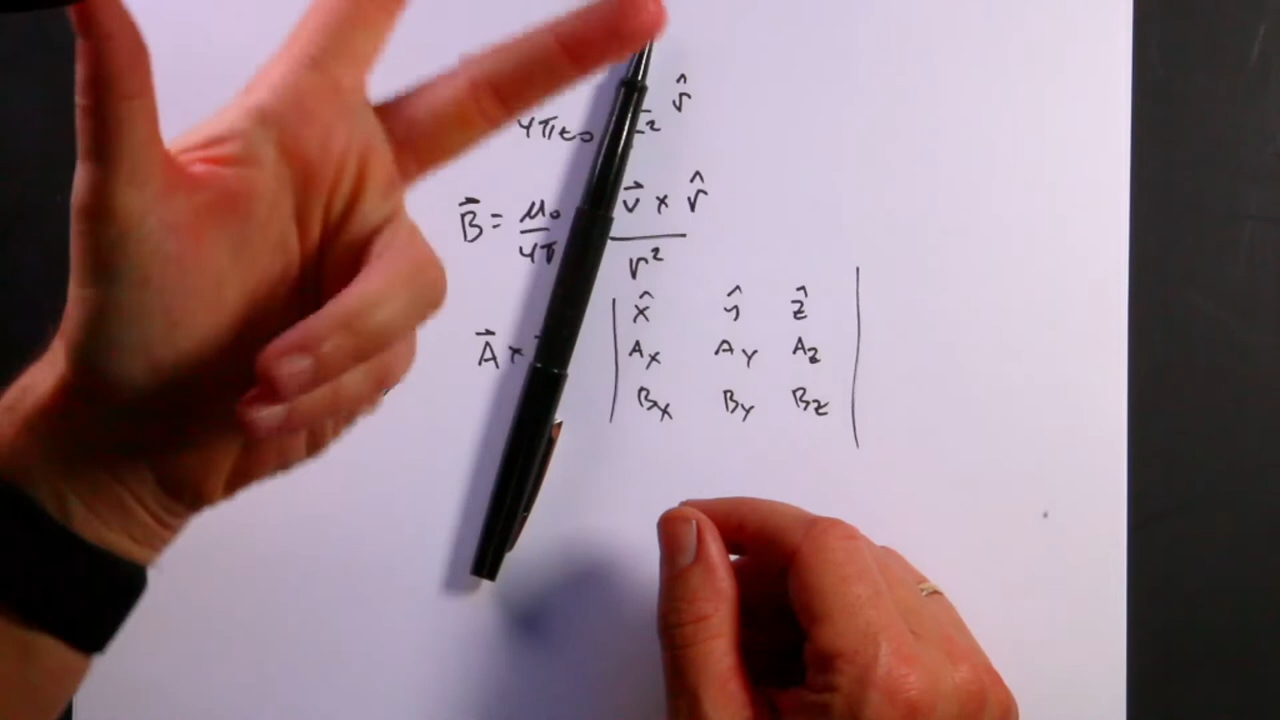 4πϵ₀ r² r̂
B⃗ = μ₀ v⃗ × r̂
4π r²
A⃗ ×
x̂ ŷ ẑ
Aₓ A_Y A_Z
Bₓ B_Y B_Z